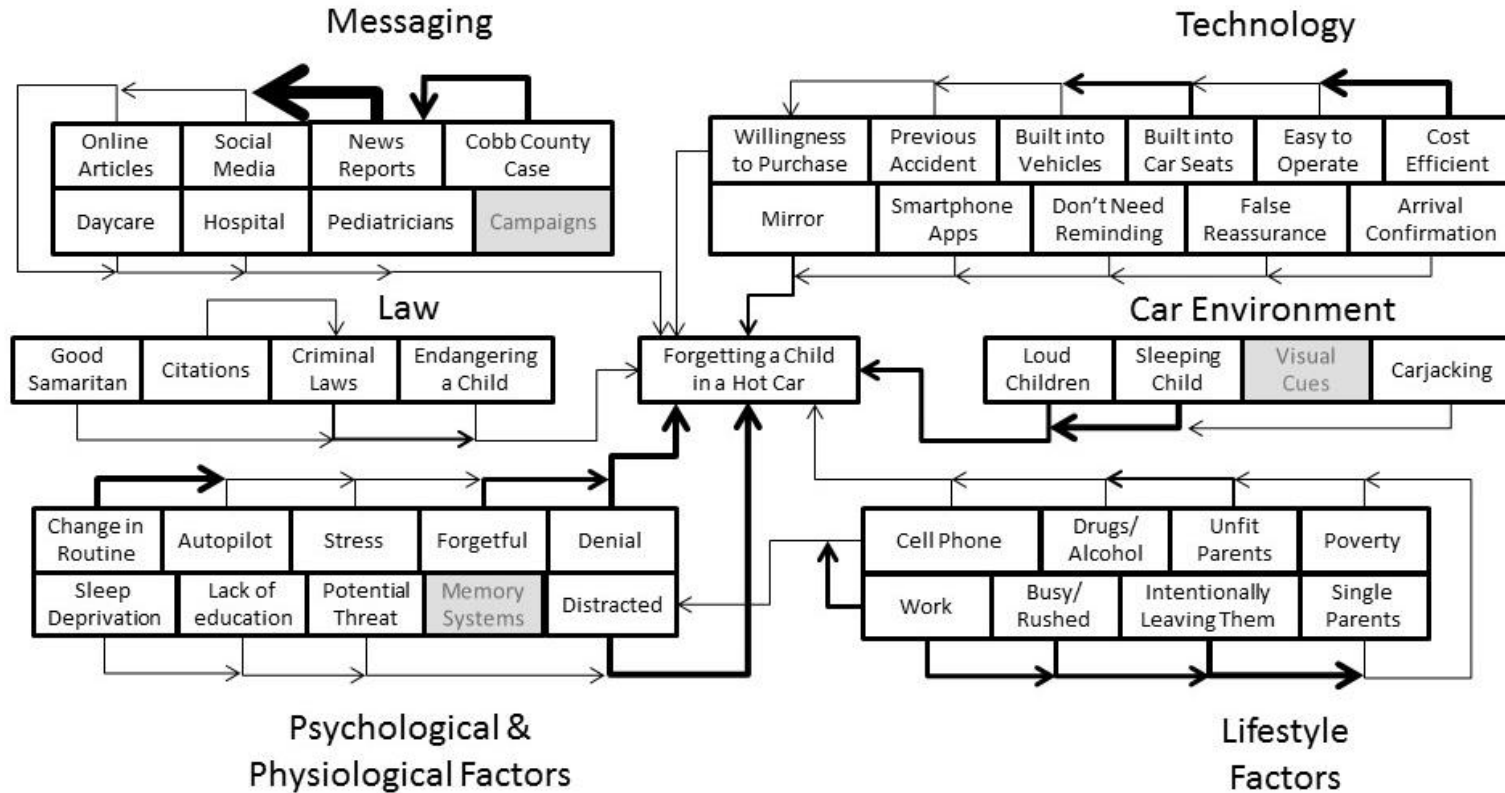 Messaging
Online
Articles
Social
Media
News
Reports
Cobb County
Case
Daycare
Hospital
Pediatricians
Campaigns
Technology
Willingness
to Purchase
Previous
Accident
Built into
Vehicles
Built into
Car Seats
Easy to
Operate
Cost
Efficient
Mirror
Smartphone
Apps
Don't Need
Reminding
False
Reassurance
Arrival
Confirmation
Law
Good
Samaritan
Citations
Criminal
Laws
Endangering
a Child
Forgetting a Child
in a Hot Car
Car Environment
Loud
Children
Sleeping
Child
Visual
Cues
Carjacking
Change in
Routine
Autopilot
Stress
Forgetful
Denial
Sleep
Deprivation
Lack of
education
Potential
Threat
Memory
Systems
Distracted
Psychological &
Physiological Factors
Cell Phone
Drugs/
Alcohol
Unfit
Parents
Poverty
Work
Busy/
Rushed
Intentionally
Leaving Them
Single
Parents
Lifestyle
Factors